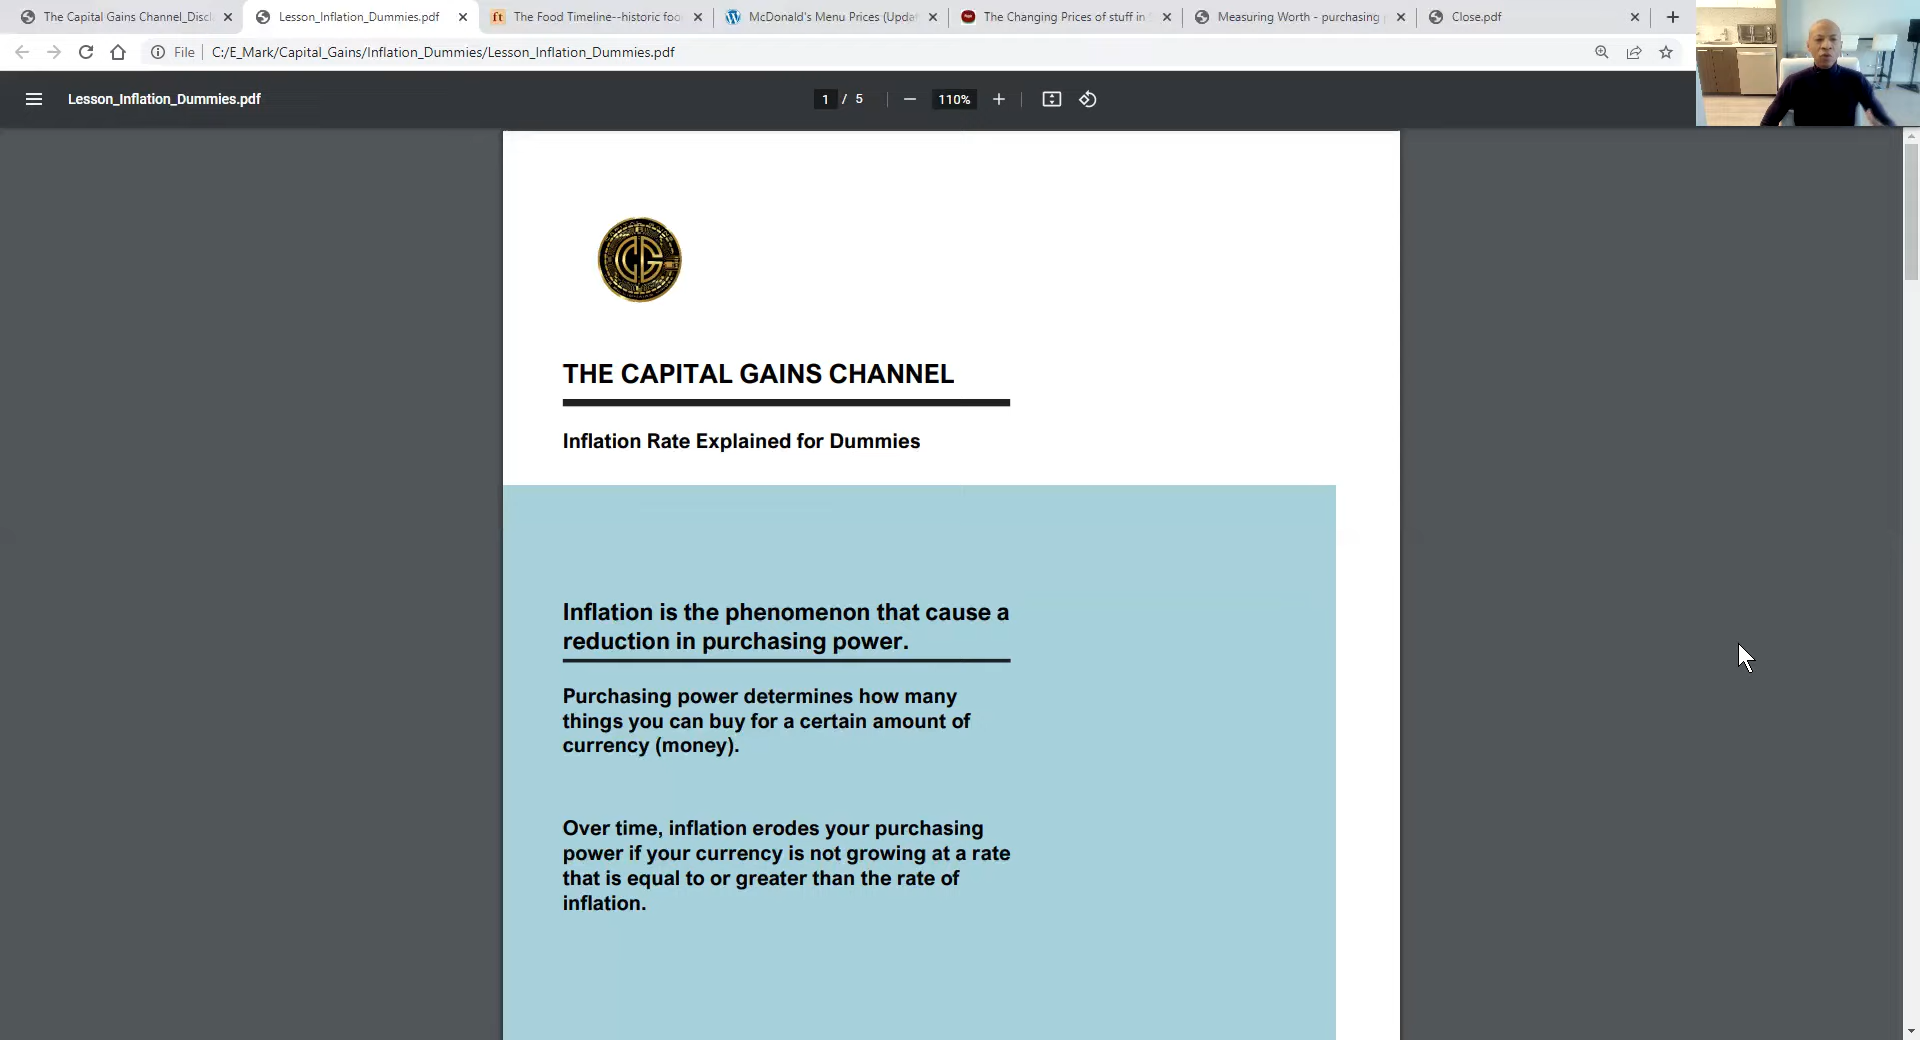 The Capital Gains Channel_Discl
Lesson_Inflation_Dummies.pdf
ft The Food Timeline--historic foo
McDonald's Menu Prices (Upda
The Changing Prices of stuff in
Measuring Worth - purchasing
Close.pdf
File C:/E_Mark/Capital_Gains/Inflation_Dummies/Lesson_Inflation_Dummies.pdf
Lesson_Inflation_Dummies.pdf
1 / 5
110%
CG
THE CAPITAL GAINS CHANNEL
Inflation Rate Explained for Dummies
Inflation is the phenomenon that cause a
reduction in purchasing power.
Purchasing power determines how many
things you can buy for a certain amount of
currency (money).
Over time, inflation erodes your purchasing
power if your currency is not growing at a rate
that is equal to or greater than the rate of
inflation.